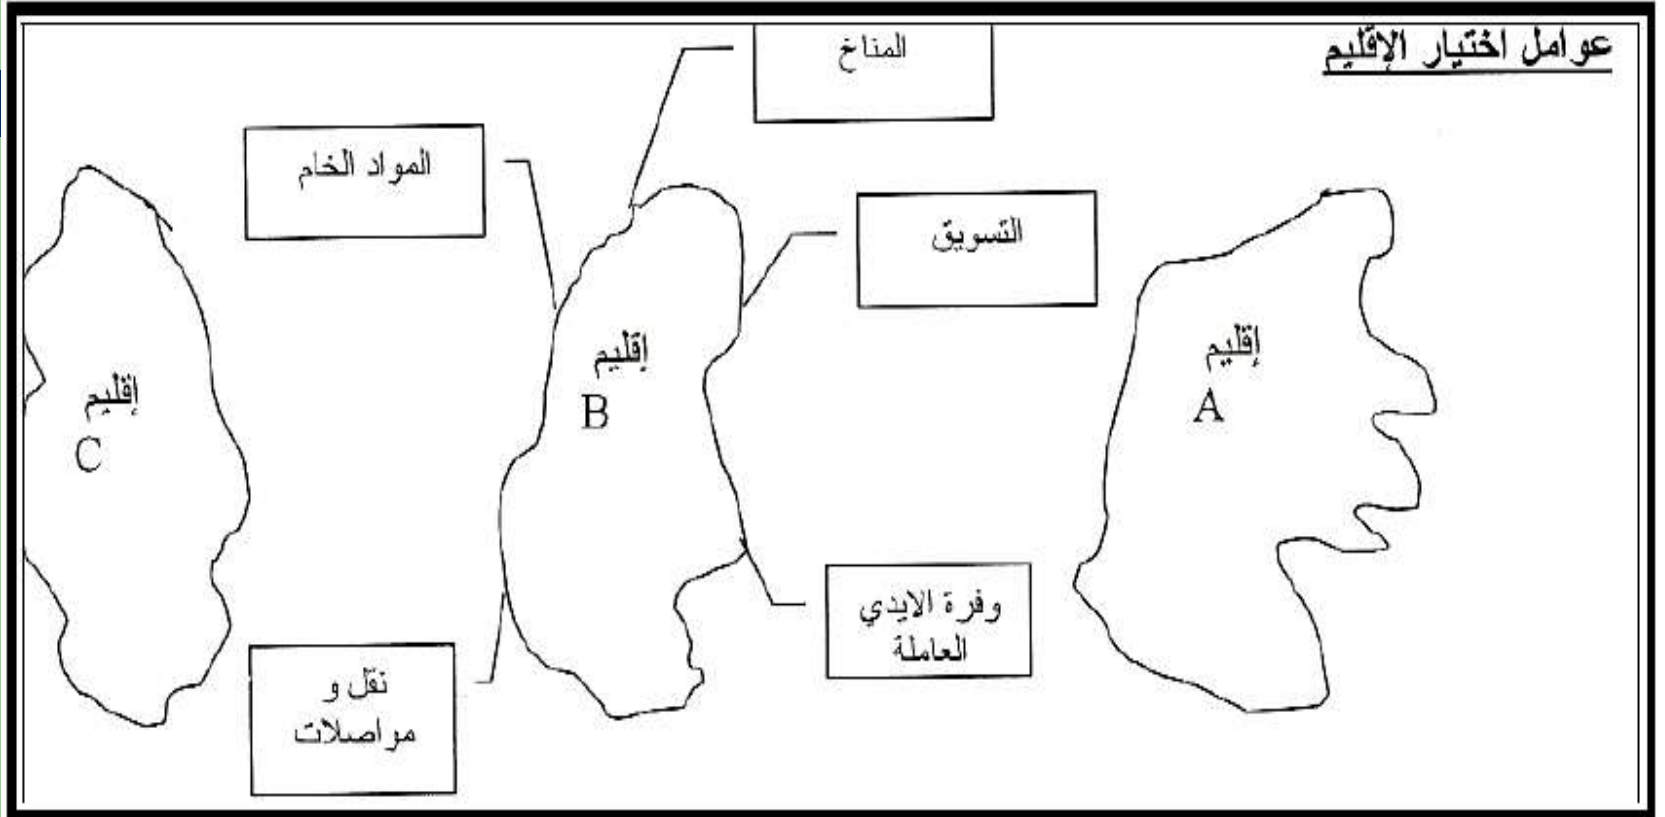 عوامل اختيار الإقليم
المناخ
المواد الخام
التسويق
إقليم
A
إقليم
B
إقليم
C
وفرة الايدي
العاملة
نقل و
مواصلات